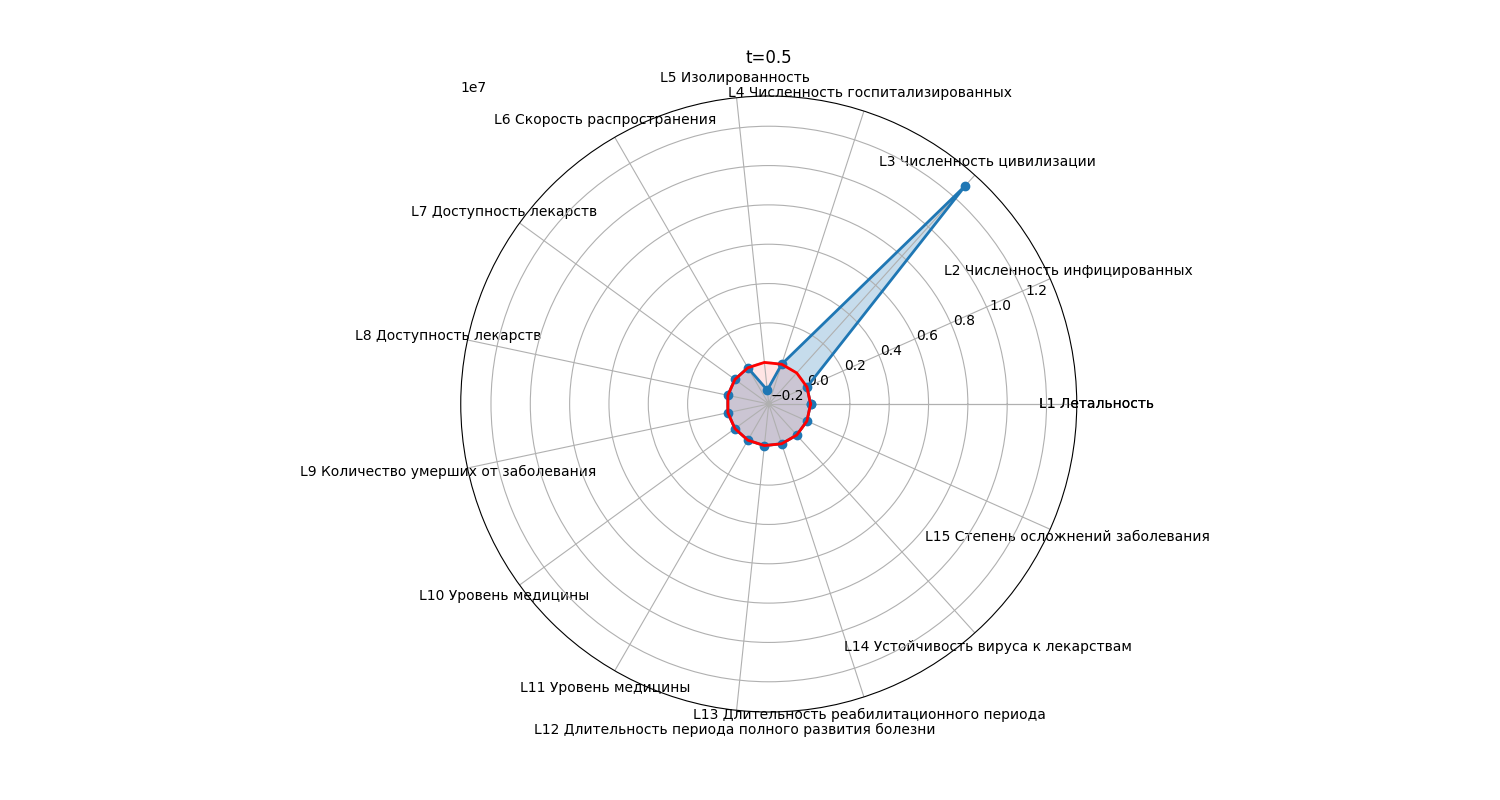 t=0.5
L5 Изолированность
1e7
L4 Численность госпитализированных
L6 Скорость распространения
L3 Численность цивилизации
L7 Доступность лекарств
L2 Численность инфицированных
1.2
1.0
0.8
0.6
L8 Доступность лекарств
0.4
0.2
0.0
−0.2
L1 Летальность
L9 Количество умерших от заболевания
L15 Степень осложнений заболевания
L10 Уровень медицины
L14 Устойчивость вируса к лекарствам
L11 Уровень медицины
L13 Длительность реабилитационного периода
L12 Длительность периода полного развития болезни